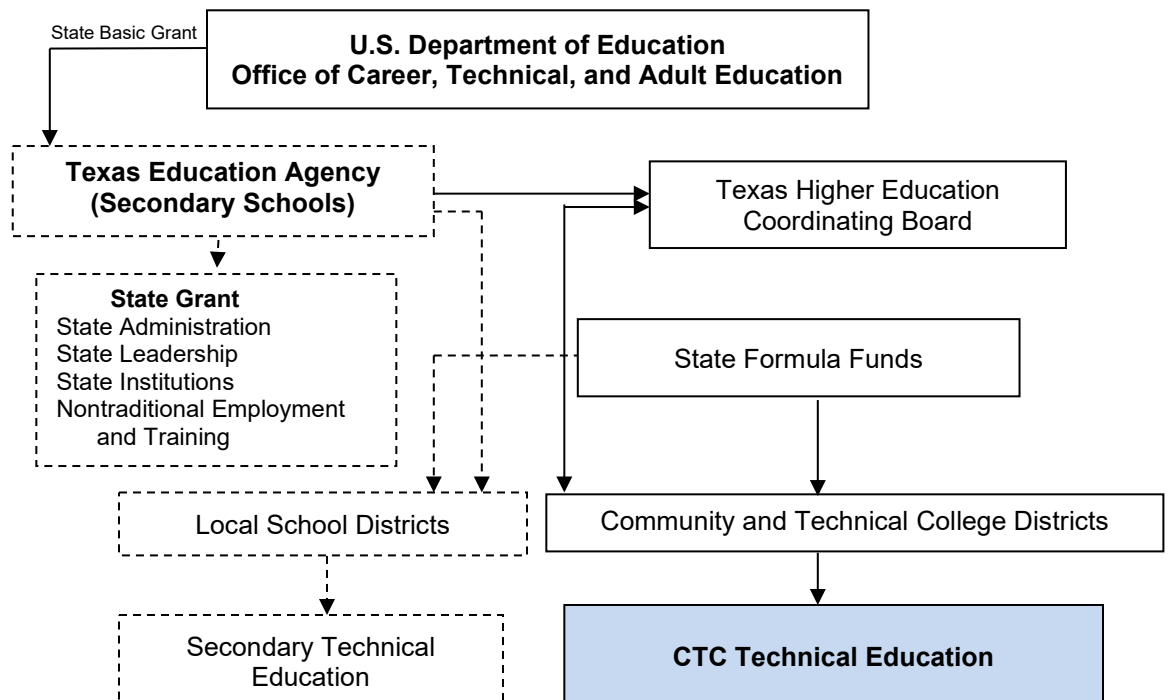 State Basic Grant
U.S. Department of Education
Office of Career, Technical, and Adult Education
Texas Education Agency
(Secondary Schools)
Texas Higher Education
Coordinating Board
State Grant
State Administration
State Leadership
State Institutions
Nontraditional Employment
and Training
State Formula Funds
Local School Districts
Community and Technical College Districts
Secondary Technical
Education
CTC Technical Education